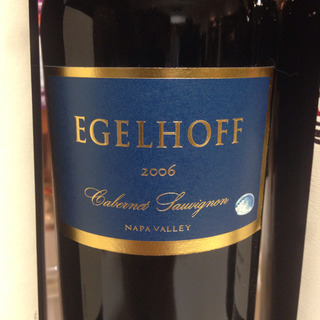 EGELHOFF
2006
Cabernet Sauvignon
NAPA VALLEY